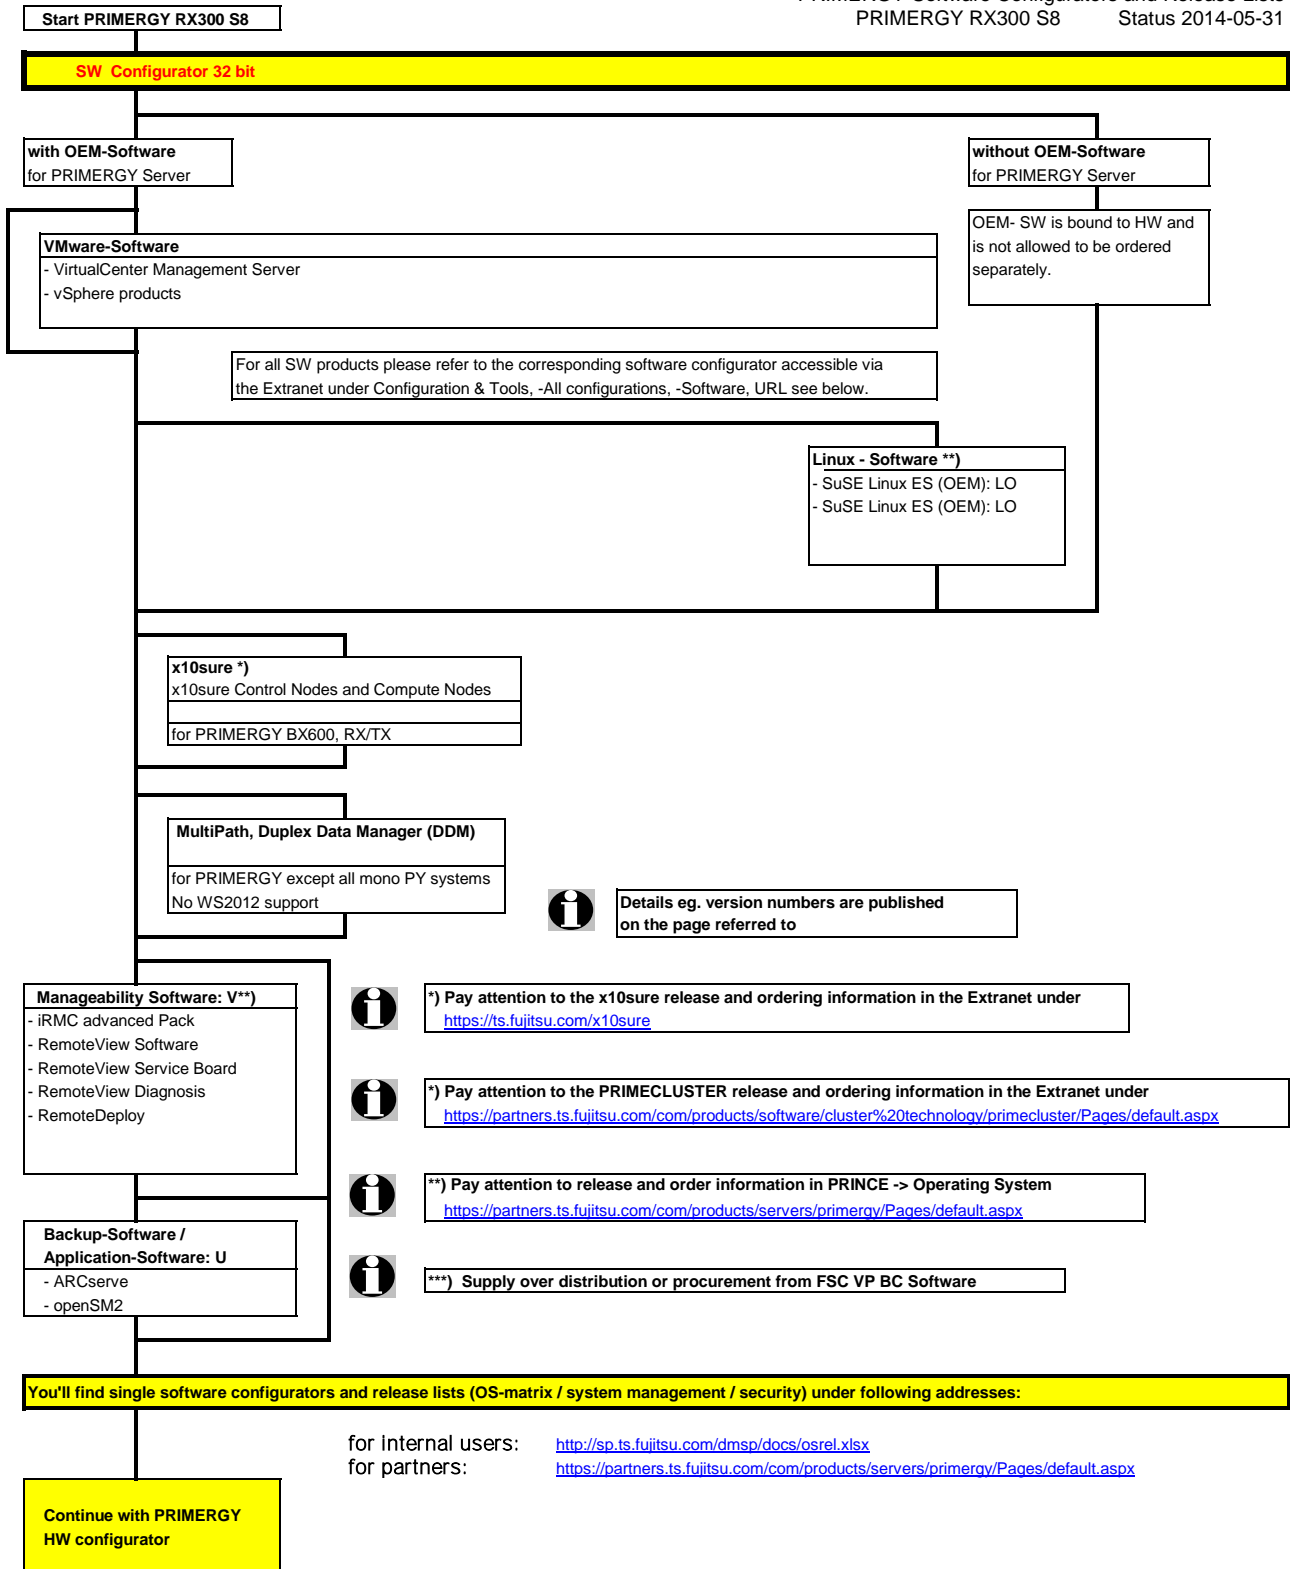 PRIMERGY Software Configurators and Release Lists
PRIMERGY RX300 S8 Status 2014-05-31
Start PRIMERGY RX300 S8
SW Configurator 32 bit
with OEM-Software
for PRIMERGY Server
without OEM-Software
for PRIMERGY Server
OEM- SW is bound to HW and
is not allowed to be ordered
separately.
VMware-Software
- VirtualCenter Management Server
- vSphere products
For all SW products please refer to the corresponding software configurator accessible via
the Extranet under Configuration & Tools, -All configurations, -Software, URL see below.
Linux - Software **)
- SuSE Linux ES (OEM): LO
- SuSE Linux ES (OEM): LO
x10sure *)
x10sure Control Nodes and Compute Nodes
for PRIMERGY BX600, RX/TX
MultiPath, Duplex Data Manager (DDM)
for PRIMERGY except all mono PY systems
No WS2012 support
Details eg. version numbers are published
on the page referred to
Manageability Software: V**)
- iRMC advanced Pack
- RemoteView Software
- RemoteView Service Board
- RemoteView Diagnosis
- RemoteDeploy
*) Pay attention to the x10sure release and ordering information in the Extranet under
https://ts.fujitsu.com/x10sure
*) Pay attention to the PRIMECLUSTER release and ordering information in the Extranet under
https://partners.ts.fujitsu.com/com/products/software/cluster%20technology/primecluster/Pages/default.aspx
**) Pay attention to release and order information in PRINCE -> Operating System
https://partners.ts.fujitsu.com/com/products/servers/primergy/Pages/default.aspx
Backup-Software /
Application-Software: U
- ARCserve
- openSM2
***) Supply over distribution or procurement from FSC VP BC Software
You'll find single software configurators and release lists (OS-matrix / system management / security) under following addresses:
for internal users: http://sp.ts.fujitsu.com/dmsp/docs/osrel.xlsx
for partners: https://partners.ts.fujitsu.com/com/products/servers/primergy/Pages/default.aspx
Continue with PRIMERGY
HW configurator